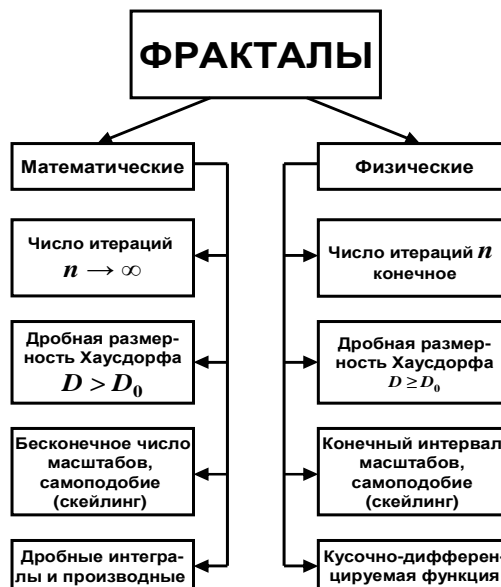 ФРАКТАЛЫ
Математические
Число итераций
n → ∞
Дробная размер-
ность Хаусдорфа
D > D₀
Бесконечное число
масштабов,
самоподобие
(скейлинг)
Дробные интегра-
лы и производные
Физические
Число итераций n
конечное
Дробная размер-
ность Хаусдорфа
D ≥ D₀
Конечный интервал
масштабов,
самоподобие
(скейлинг)
Кусочно-дифферен-
цируемая функция